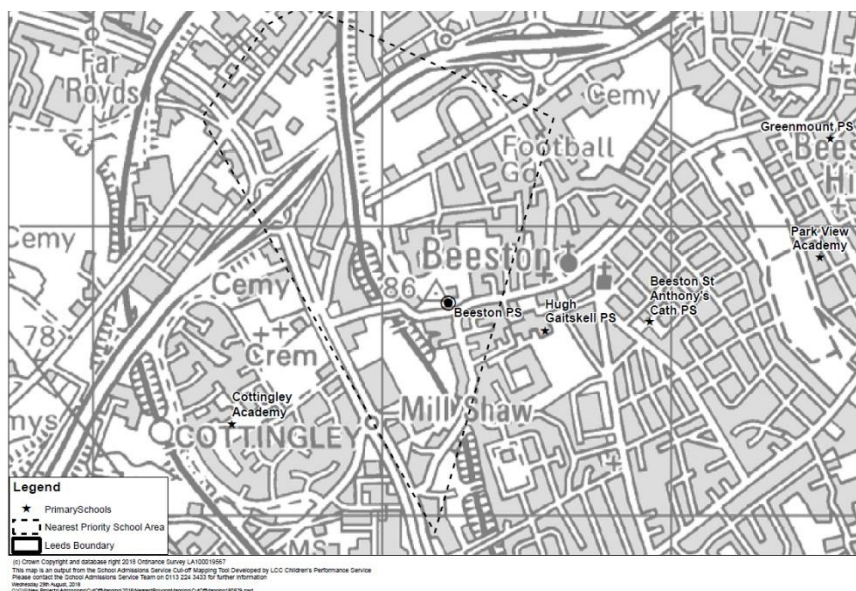 Far
Royds
Cemy
Greenmount PS
Bees
Hi
Football
Cemy
Park View
Academy
Beeston
Cemy
86
Beeston PS
Hugh
Gaitskell PS
Beeston St
Anthony's
Cath PS
78
Crem
Cottingley
Academy
Mill Shaw
COTTINGLEY
mys
MS
Legend
PrimarySchools
Nearest Priority School Area
Leeds Boundary
(c) Crown Copyright and database right 2018 Ordnance Survey LA100019567
This map is an output from the School Admissions Service Cut-off Mapping Tool Developed by LCC Children's Performance Service
Please contact the School Admissions Service Team on 0113 224 3433 for further information
Wednesday 29th August, 2018